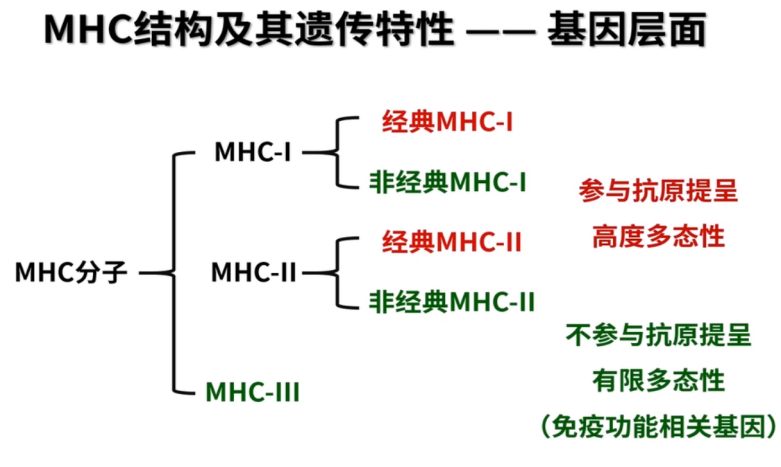 MHC结构及其遗传特性 —— 基因层面
经典MHC-I
MHC-I
非经典MHC-I
参与抗原提呈
高度多态性
经典MHC-II
MHC分子
MHC-II
非经典MHC-II
不参与抗原提呈
有限多态性
MHC-III
（免疫功能相关基因）